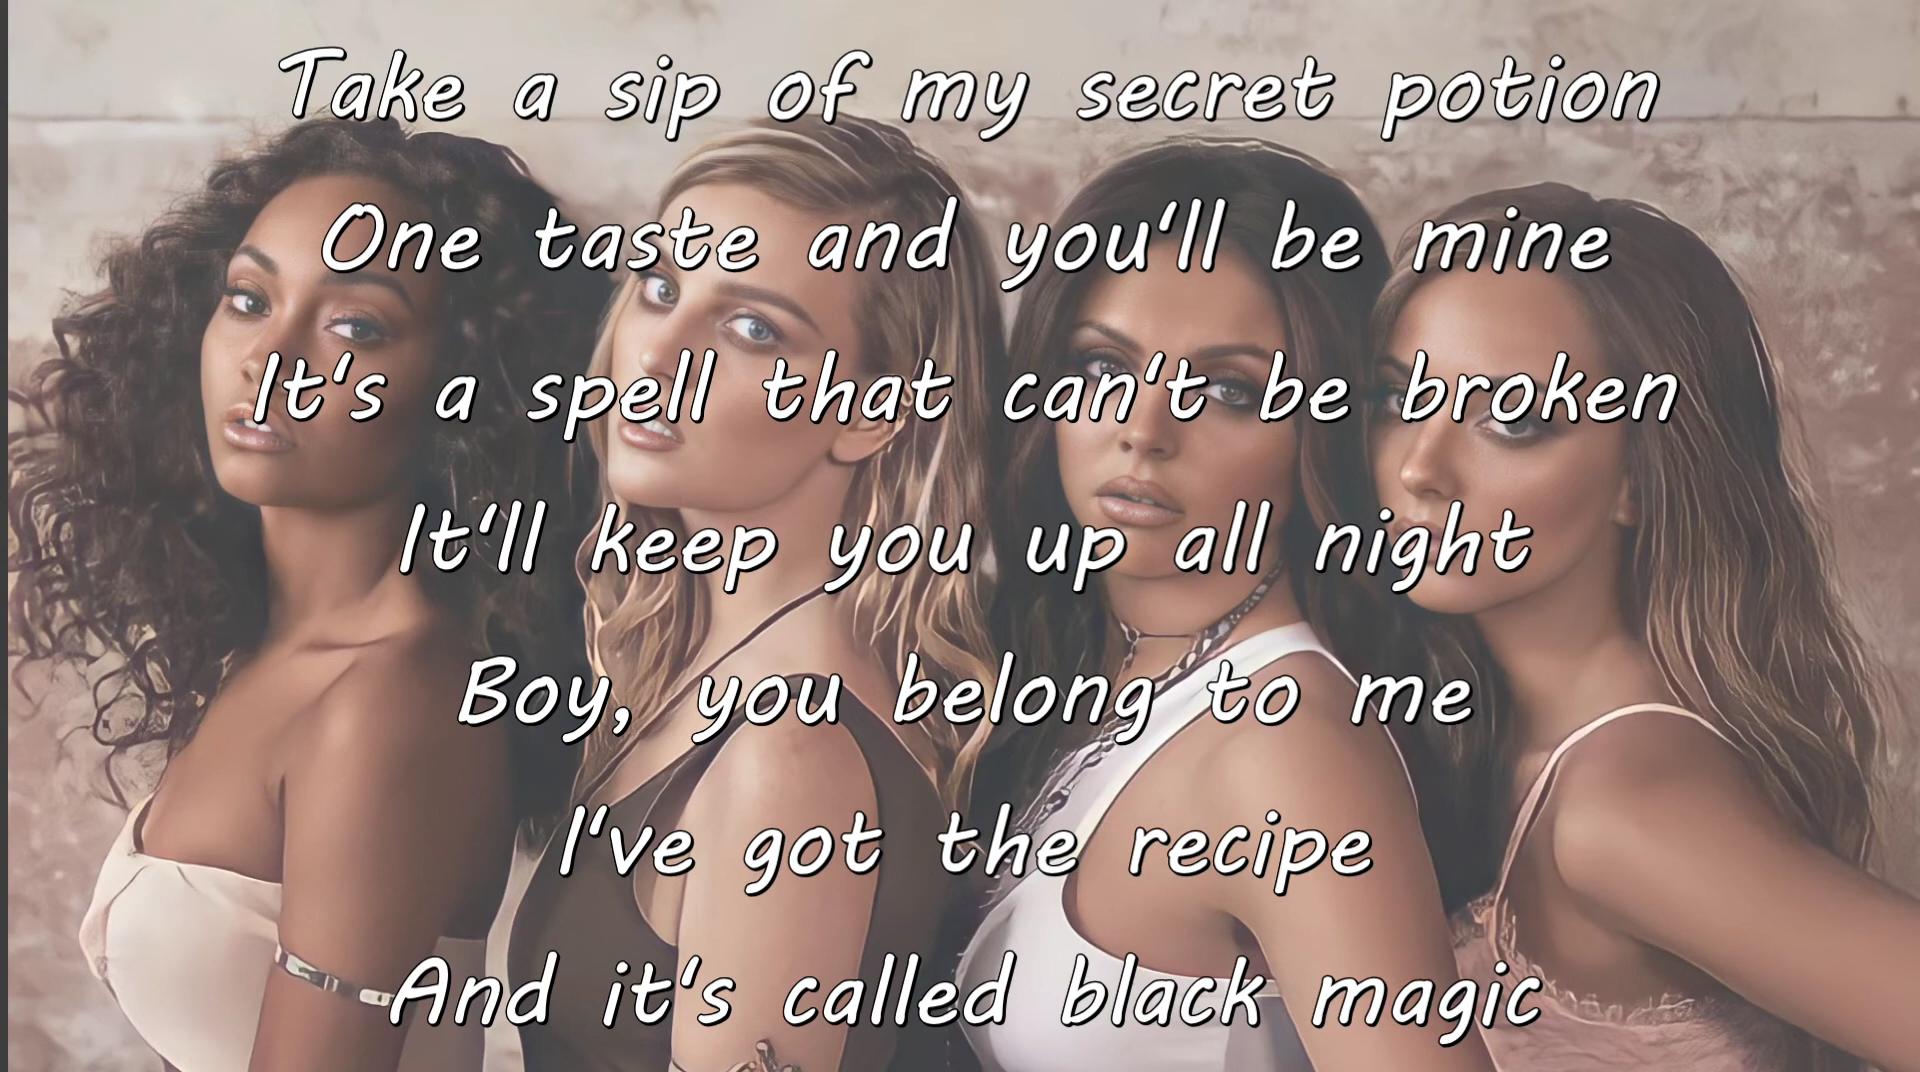 Take a sip of my secret potion
One taste and you'll be mine
It's a spell that can't be broken
It'll keep you up all night
Boy, you belong to me
I've got the recipe
And it's called black magic